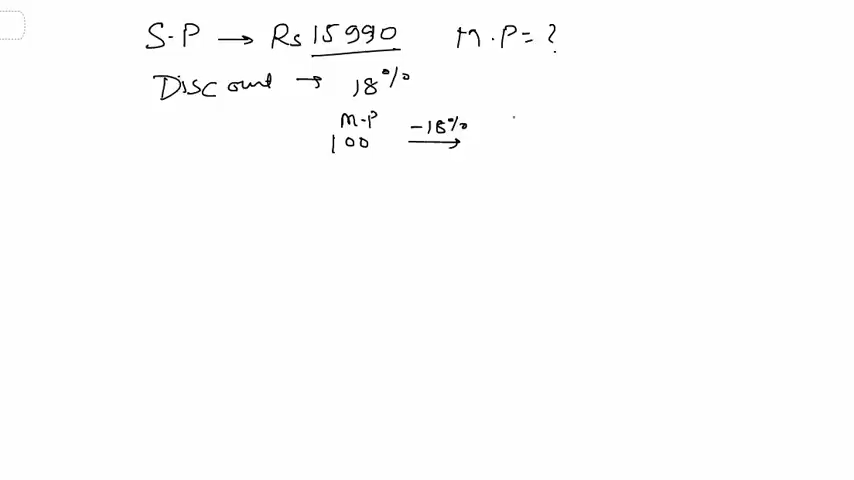 S.P → Rs 15990 M.P = ?
Discount → 18%
M.P -18%
100 →